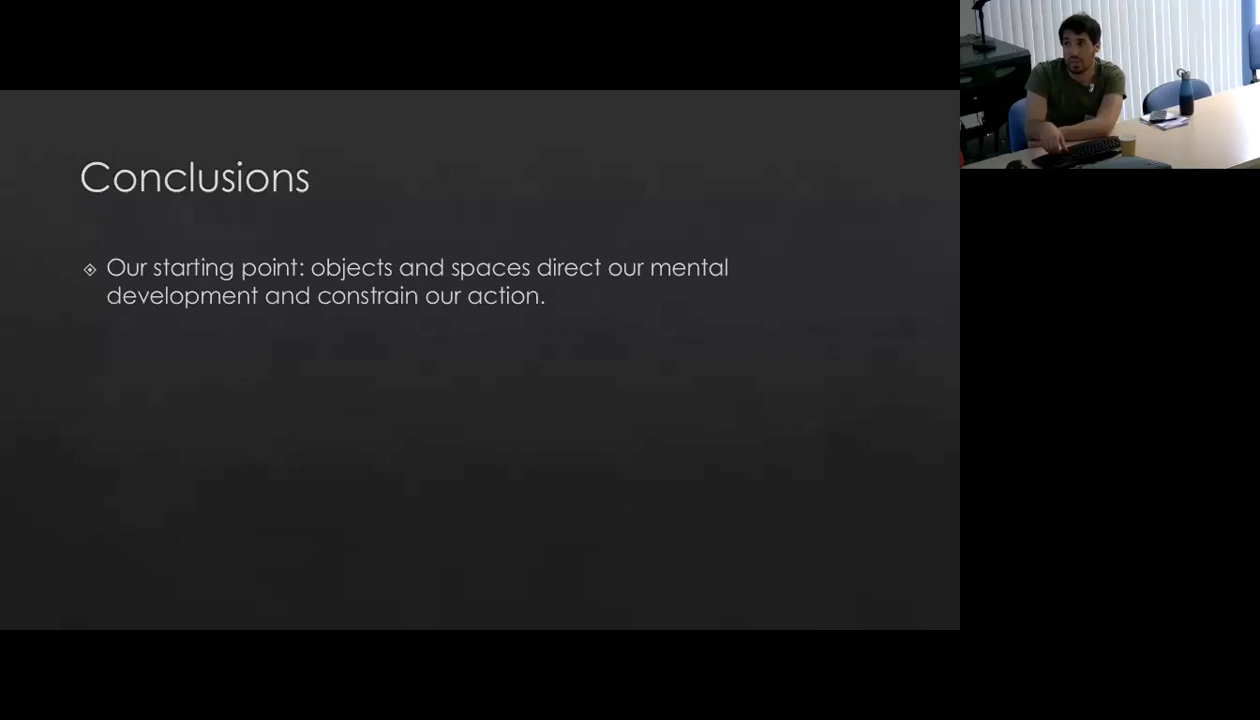 Conclusions
Our starting point: objects and spaces direct our mental
development and constrain our action.